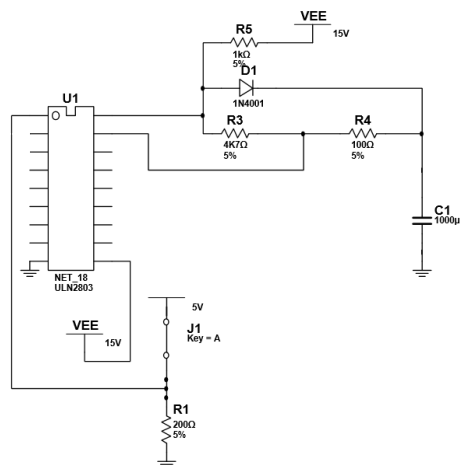 VEE
15V
R5
1kΩ
5%
D1
1N4001
U1
R3
4K7Ω
5%
R4
100Ω
5%
C1
1000µ
NET_18
ULN2803
VEE
15V
5V
J1
Key = A
R1
200Ω
5%